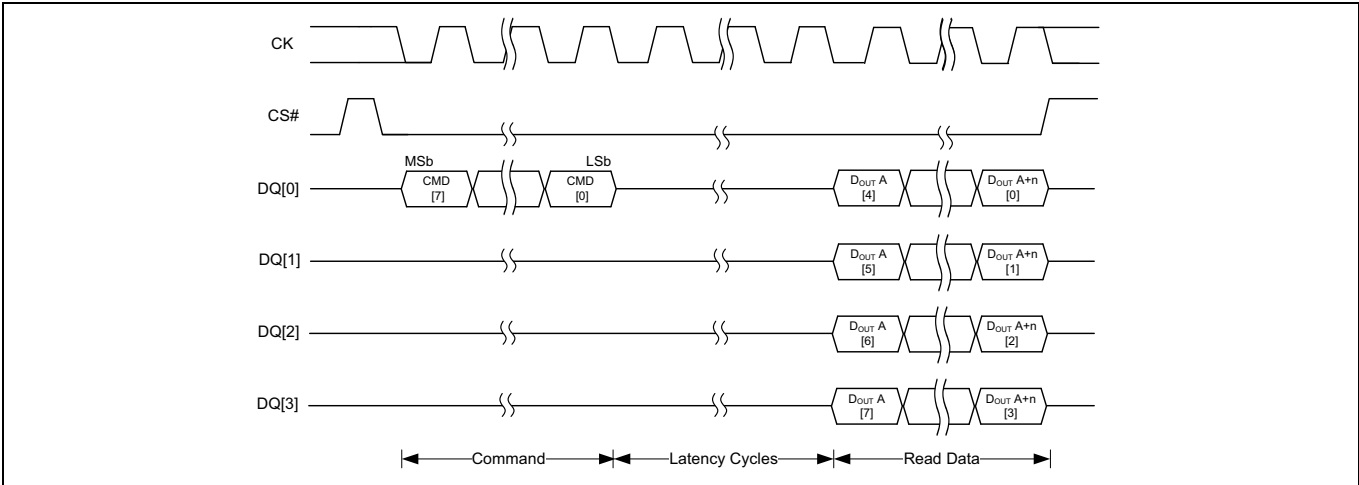 CK
CS#
MSb LSb
DQ[0] CMD [7] CMD [0] DOUT A [4] DOUT A+n [0]
DQ[1] DOUT A [5] DOUT A+n [1]
DQ[2] DOUT A [6] DOUT A+n [2]
DQ[3] DOUT A [7] DOUT A+n [3]
Command Latency Cycles Read Data